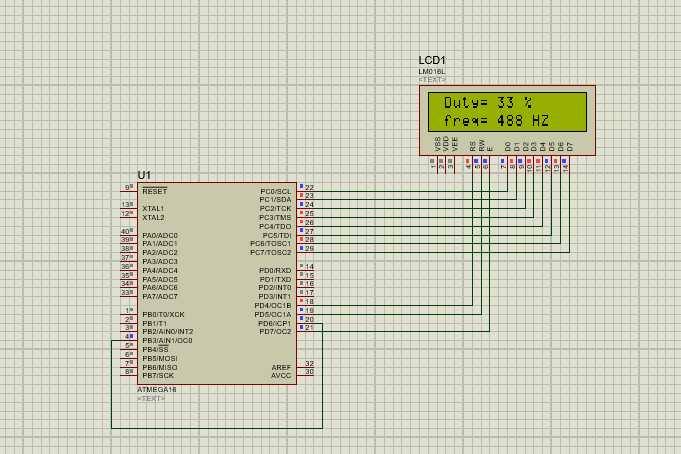 LCD1
LM016L
<TEXT>
Duty= 33 %
freq= 488 HZ
VSS VDD VEE RS RW E D0 D1 D2 D3 D4 D5 D6 D7
1 2 3 4 5 6 7 8 9 10 11 12 13 14
U1
9 RESET PC0/SCL 22
PC1/SDA 23
13 XTAL1 PC2/TCK 24
12 XTAL2 PC3/TMS 25
PC4/TDO 26
40 PA0/ADC0 PC5/TDI 27
39 PA1/ADC1 PC6/TOSC1 28
38 PA2/ADC2 PC7/TOSC2 29
37 PA3/ADC3
36 PA4/ADC4 PD0/RXD 14
35 PA5/ADC5 PD1/TXD 15
34 PA6/ADC6 PD2/INT0 16
33 PA7/ADC7 PD3/INT1 17
PD4/OC1B 18
1 PB0/T0/XCK PD5/OC1A 19
2 PB1/T1 PD6/ICP1 20
3 PB2/AIN0/INT2 PD7/OC2 21
4 PB3/AIN1/OC0
5 PB4/SS
6 PB5/MOSI
7 PB6/MISO AREF 32
8 PB7/SCK AVCC 30
ATMEGA16
<TEXT>